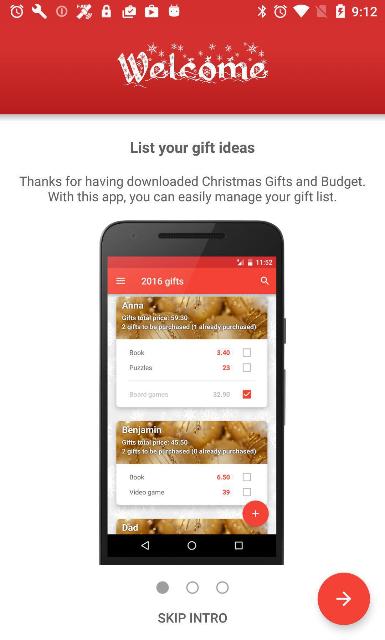 9:12
Welcome
List your gift ideas
Thanks for having downloaded Christmas Gifts and Budget.
With this app, you can easily manage your gift list.
11:52
2016 gifts
Anna
Gifts total price: 59.30
2 gifts to be purchased (1 already purchased)
Book 3.40
Puzzles 23
Board games 32.90
Benjamin
Gifts total price: 45.50
2 gifts to be purchased (0 already purchased)
Book 6.50
Video game 39
+
Dad
SKIP INTRO